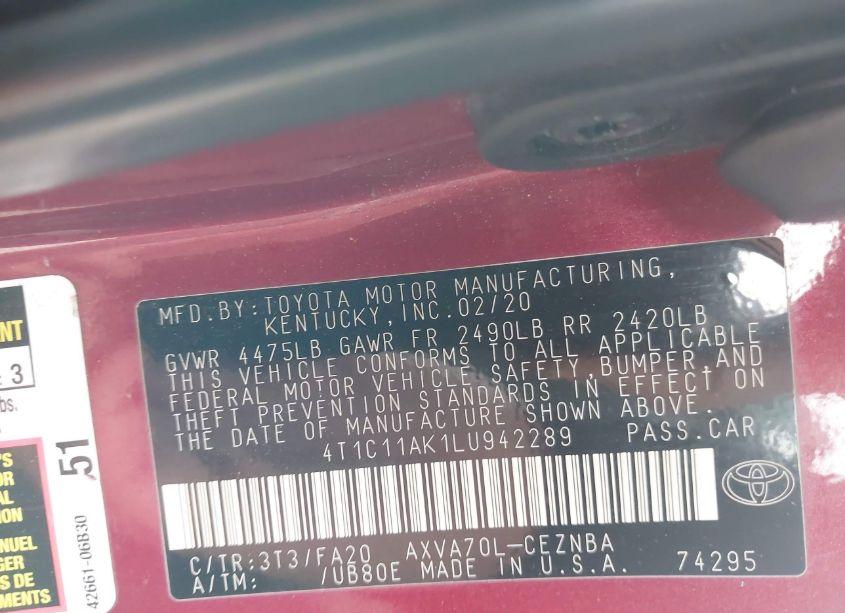 MFD.BY:TOYOTA MOTOR MANUFACTURING,
KENTUCKY,INC.02/20
GVWR 4475LB GAWR FR 2490LB RR 2420LB
THIS VEHICLE CONFORMS TO ALL APPLICABLE
FEDERAL MOTOR VEHICLE,SAFETY,BUMPER,AND
THEFT PREVENTION STANDARDS IN EFFECT ON
THE DATE OF MANUFACTURE SHOWN ABOVE.
4T1C11AK1LU942289 PASS.CAR
C/TR:3T3/FA20 AXVA70L-CEZNBA
A/TM: /UB80E MADE IN U.S.A. 74295
3
51
42661-06B30